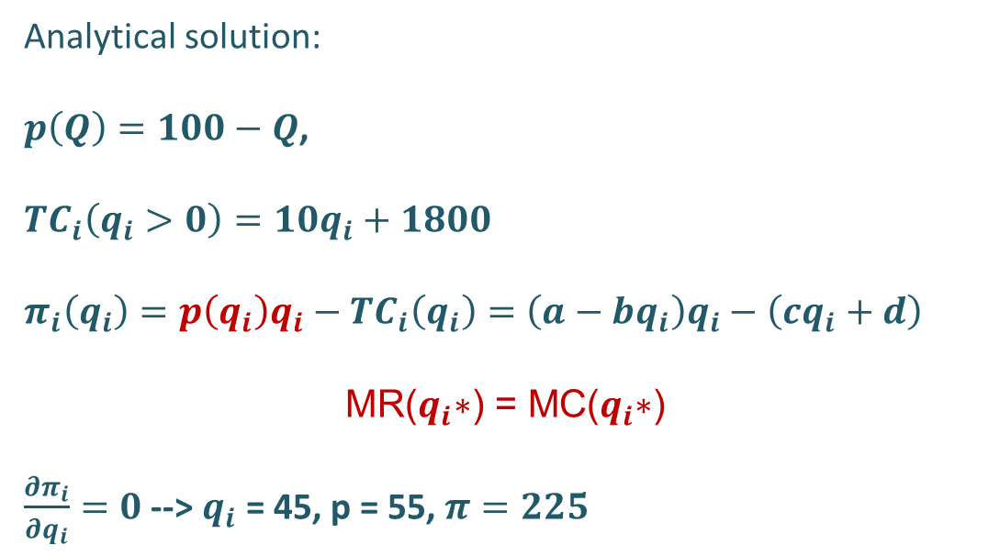 Analytical solution:
p(Q) = 100 − Q,
TCᵢ(qᵢ > 0) = 10qᵢ + 1800
πᵢ(qᵢ) = p(qᵢ)qᵢ − TCᵢ(qᵢ) = (a − bqᵢ)qᵢ − (cqᵢ + d)
MR(qᵢ∗) = MC(qᵢ∗)
∂πᵢ/∂qᵢ = 0 --> qᵢ = 45, p = 55, π = 225